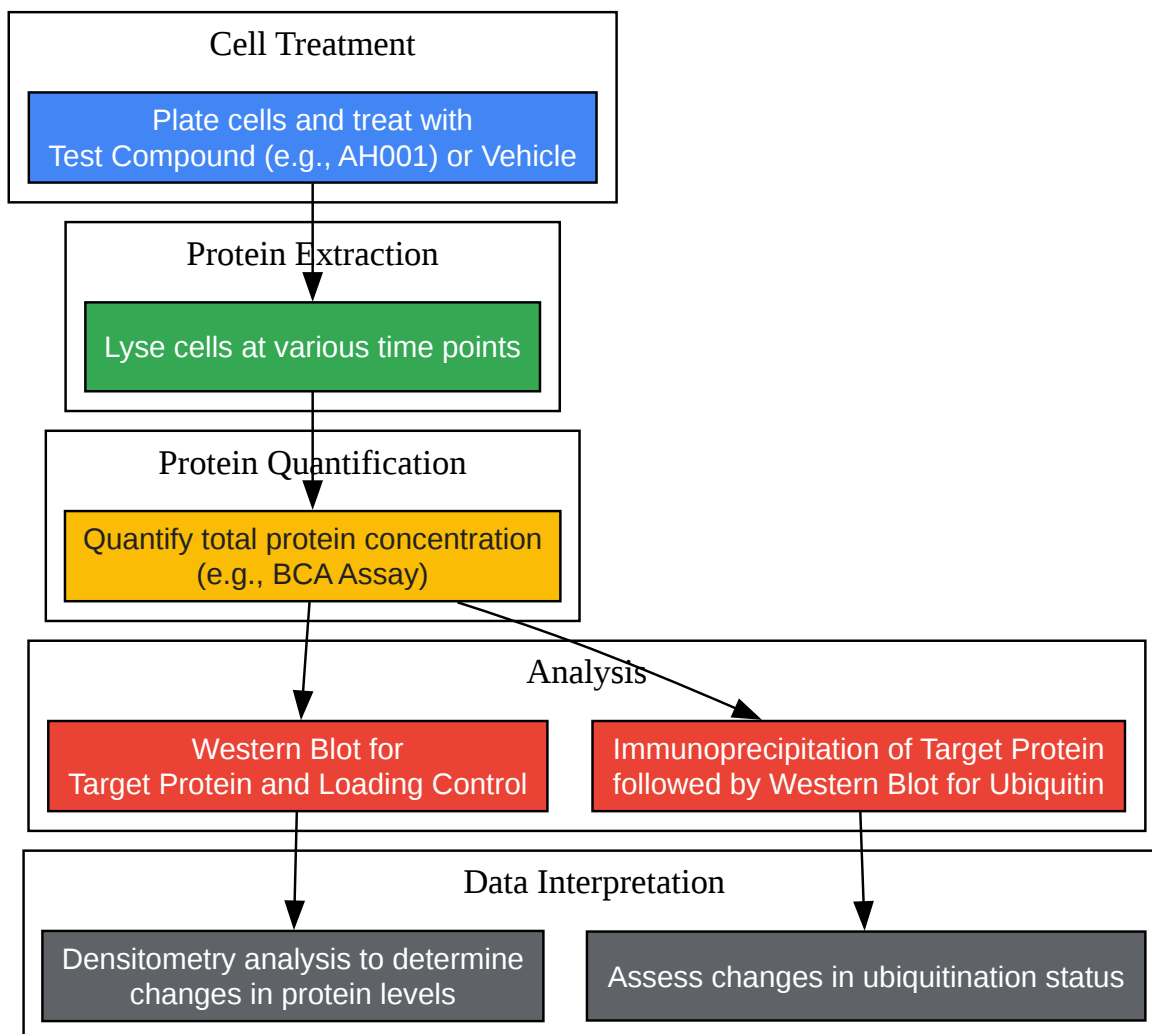 Cell Treatment
Plate cells and treat with
Test Compound (e.g., AH001) or Vehicle
Protein Extraction
Lyse cells at various time points
Protein Quantification
Quantify total protein concentration
(e.g., BCA Assay)
Analysis
Western Blot for
Target Protein and Loading Control
Immunoprecipitation of Target Protein
followed by Western Blot for Ubiquitin
Data Interpretation
Densitometry analysis to determine
changes in protein levels
Assess changes in ubiquitination status